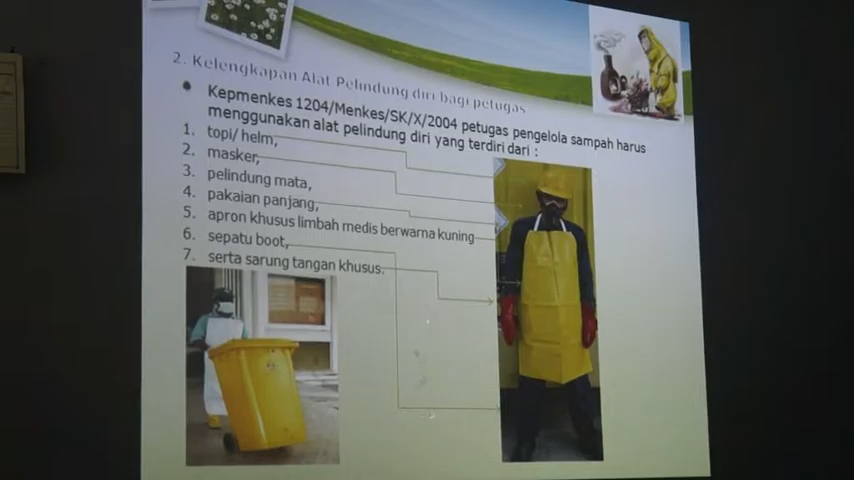 2. Kelengkapan Alat Pelindung diri bagi petugas
Kepmenkes 1204/Menkes/SK/X/2004 petugas pengelola sampah harus
menggunakan alat pelindung diri yang terdiri dari :
1. topi/ helm,
2. masker,
3. pelindung mata,
4. pakaian panjang,
5. apron khusus limbah medis berwarna kuning
6. sepatu boot,
7. serta sarung tangan khusus.